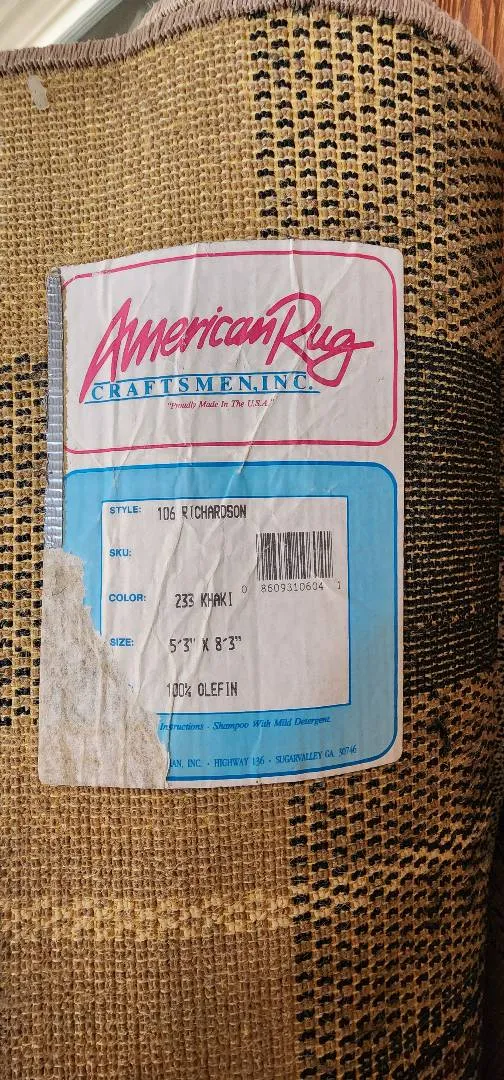 American Rug
CRAFTSMEN, INC.
"Proudly Made In The U.S.A."
STYLE: 106 RICHARDSON
SKU:
0 8609310604 1
COLOR: 233 KHAKI
SIZE: 5'3" X 8'3"
100% OLEFIN
Instructions - Shampoo With Mild Detergent.
INC. • HIGHWAY 136 • SUGARVALLEY GA 30746